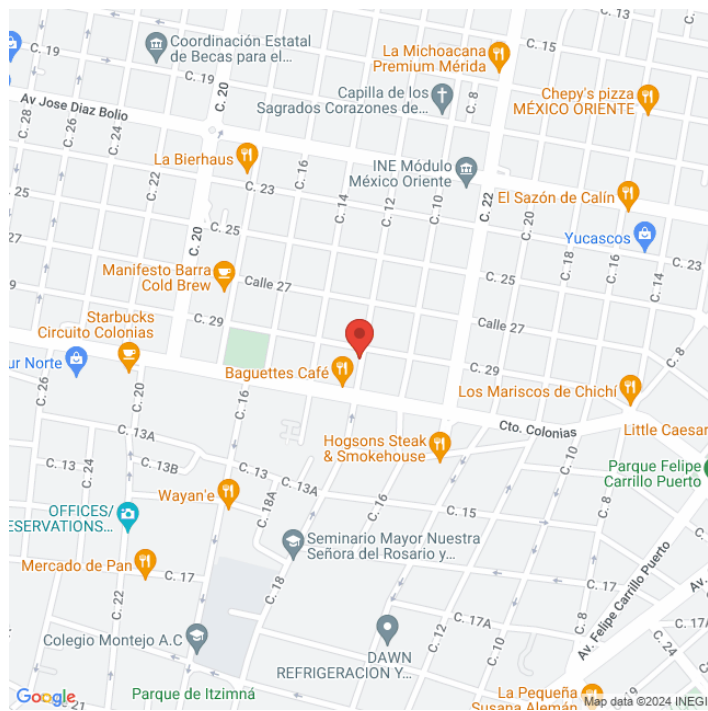 C. 13
C. 19
Coordinación Estatal
de Becas para el...
C. 20
La Michoacana
Premium Mérida
C. 15
C. 19
Capilla de los
Sagrados Corazones de...
C. 8
Chepy's pizza
MÉXICO ORIENTE
C. 28
C. 26
Av Jose Diaz Bolio
C. 24
C. 22
La Bierhaus
C. 16
C. 23
C. 14
C. 12
C. 10
INE Módulo
México Oriente
C. 22
El Sazón de Calín
C. 20
Yucascos
C. 18
C. 16
C. 14
C. 23
27
C. 20
C. 25
Manifesto Barra
Cold Brew
Calle 27
C. 25
Calle 27
Starbucks
Circuito Colonias
C. 29
C. 8
ur Norte
C. 20
C. 26
C. 16
Baguettes Café
C. 29
Los Mariscos de Chichí
Cto. Colonias
Little Caesar
C. 13A
C. 13
C. 13B
C. 24
C. 13
C. 13A
Hogsons Steak
& Smokehouse
C. 10
Parque Felipe
Carrillo Puerto
Wayan'e
C. 18A
C. 16
C. 15
C. 8
OFFICES/
ESERVATIONS...
Seminario Mayor Nuestra
Señora del Rosario y...
Mercado de Pan
C. 17
C. 22
C. 18
C. 17
C. 17A
C. 12
C. 8
Av. Felipe Carrillo Puerto
Av.
C. 17A
C. 24
Colegio Montejo A.C
DAWN
REFRIGERACION Y...
Parque de Itzimná
La Pequeña
Susana Alemán
Google
C. 21
Map data ©2024 INEGI